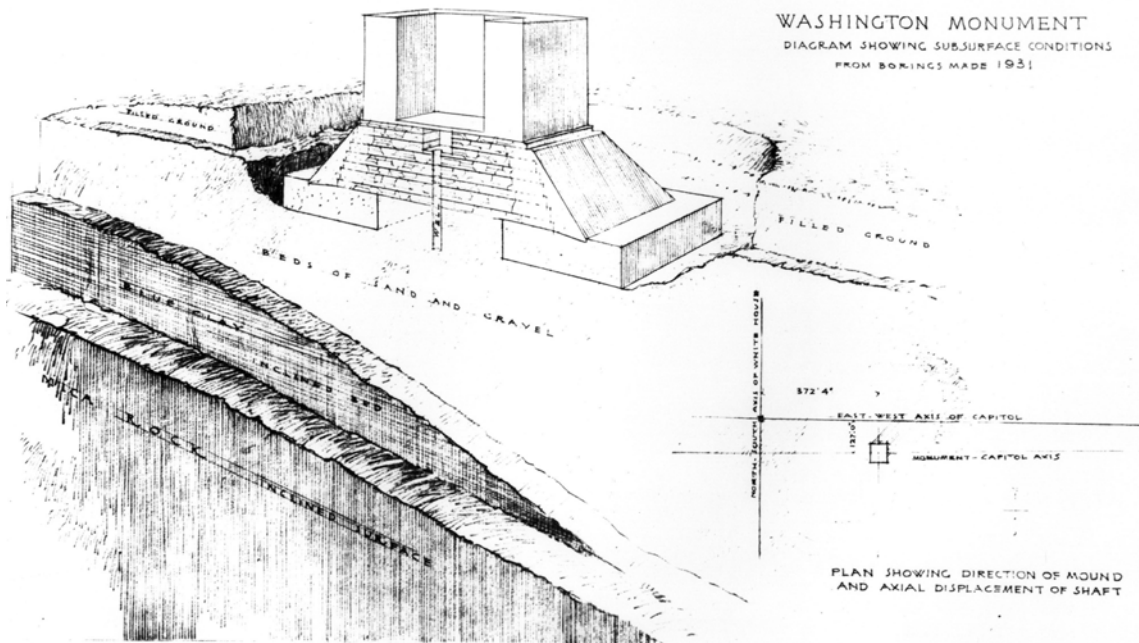 WASHINGTON MONUMENT
DIAGRAM SHOWING SUBSURFACE CONDITIONS
FROM BORINGS MADE 1931
FILLED GROUND
FILLED GROUND
BEDS OF SAND AND GRAVEL
BLUE CLAY INCLINED BED
MICA ROCK INCLINED SURFACE
NORTH-SOUTH AXIS OF WHITE HOUSE
372'4"
EAST-WEST AXIS OF CAPITOL
MONUMENT-CAPITOL AXIS
PLAN SHOWING DIRECTION OF MOUND
AND AXIAL DISPLACEMENT OF SHAFT